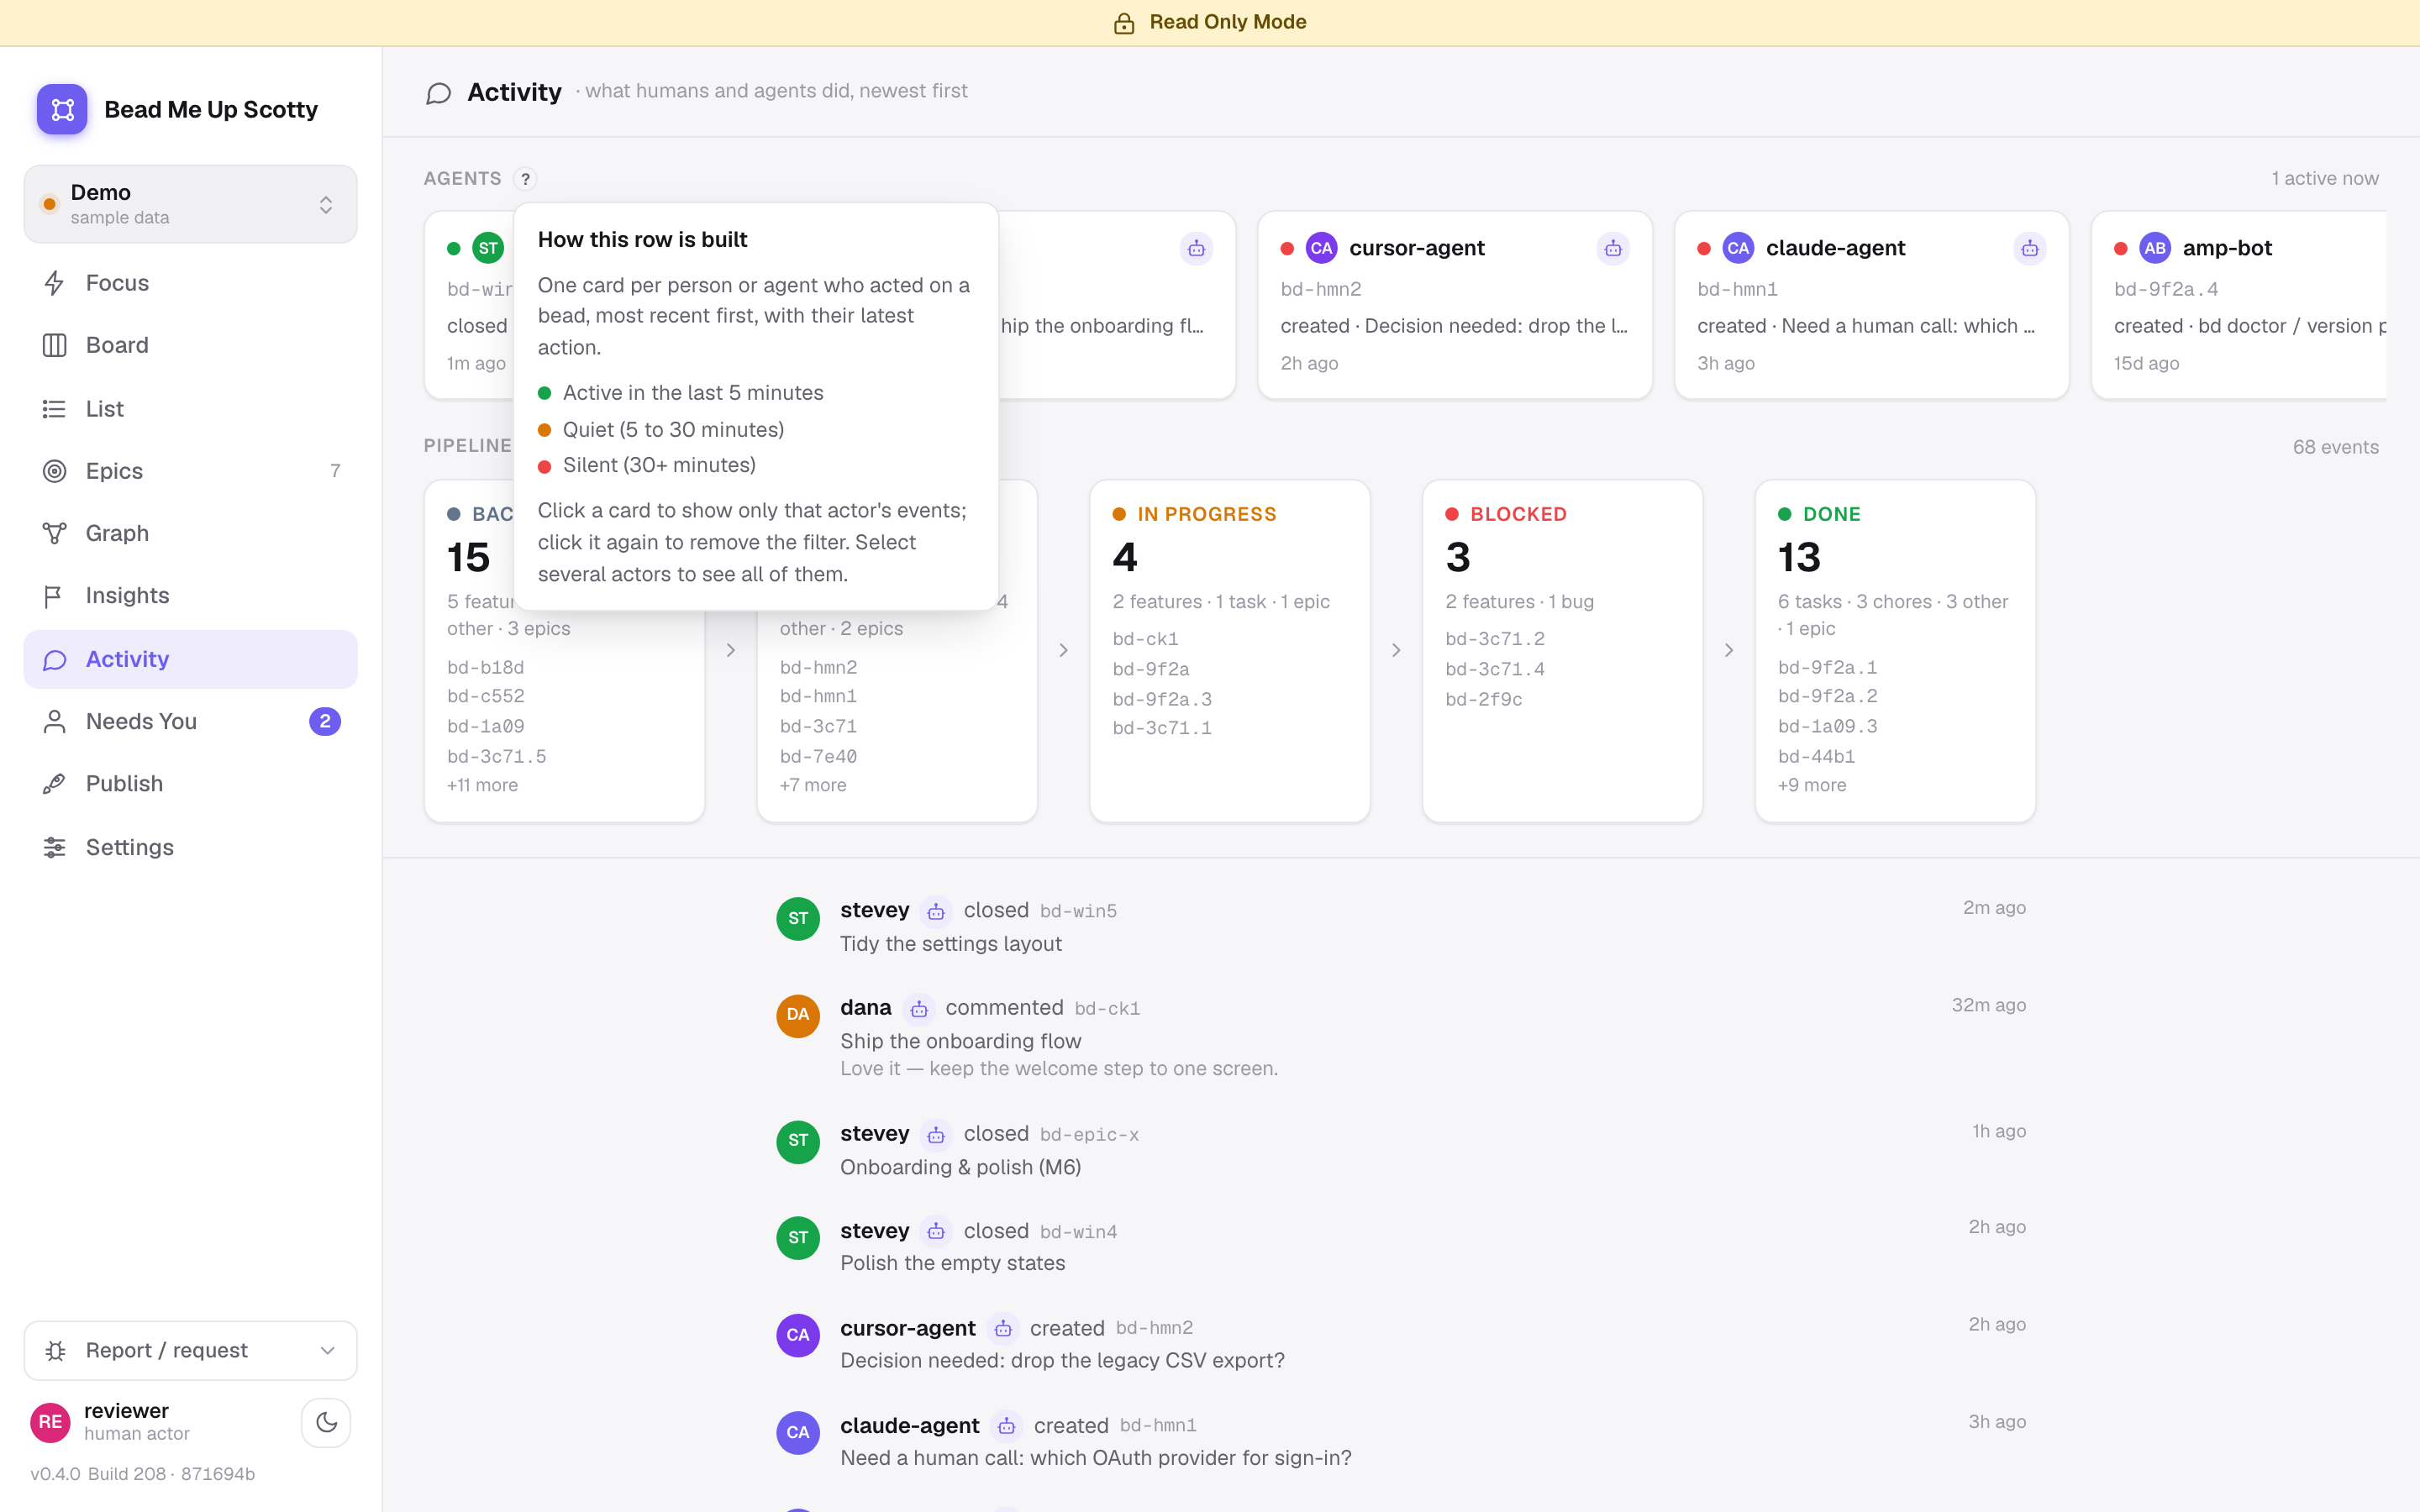 Read Only Mode
Bead Me Up Scotty
Demo
sample data
Focus
Board
List
Epics 7
Graph
Insights
Activity
Needs You 2
Publish
Settings
Report / request
RE reviewer
human actor
v0.4.0 Build 208 · 871694b
Activity · what humans and agents did, newest first
AGENTS ? 1 active now
ST
bd-win
closed
1m ago
How this row is built
One card per person or agent who acted on a
bead, most recent first, with their latest
action.
Active in the last 5 minutes
Quiet (5 to 30 minutes)
Silent (30+ minutes)
Click a card to show only that actor's events;
click it again to remove the filter. Select
several actors to see all of them.
hip the onboarding fl…
CA cursor-agent
bd-hmn2
created · Decision needed: drop the l…
2h ago
CA claude-agent
bd-hmn1
created · Need a human call: which …
3h ago
AB amp-bot
bd-9f2a.4
created · bd doctor / version p
15d ago
PIPELINE 68 events
BAC
15
5 featur
other · 3 epics
bd-b18d
bd-c552
bd-1a09
bd-3c71.5
+11 more
4
other · 2 epics
bd-hmn2
bd-hmn1
bd-3c71
bd-7e40
+7 more
IN PROGRESS
4
2 features · 1 task · 1 epic
bd-ck1
bd-9f2a
bd-9f2a.3
bd-3c71.1
BLOCKED
3
2 features · 1 bug
bd-3c71.2
bd-3c71.4
bd-2f9c
DONE
13
6 tasks · 3 chores · 3 other
· 1 epic
bd-9f2a.1
bd-9f2a.2
bd-1a09.3
bd-44b1
+9 more
ST stevey closed bd-win5 2m ago
Tidy the settings layout
DA dana commented bd-ck1 32m ago
Ship the onboarding flow
Love it — keep the welcome step to one screen.
ST stevey closed bd-epic-x 1h ago
Onboarding & polish (M6)
ST stevey closed bd-win4 2h ago
Polish the empty states
CA cursor-agent created bd-hmn2 2h ago
Decision needed: drop the legacy CSV export?
CA claude-agent created bd-hmn1 3h ago
Need a human call: which OAuth provider for sign-in?